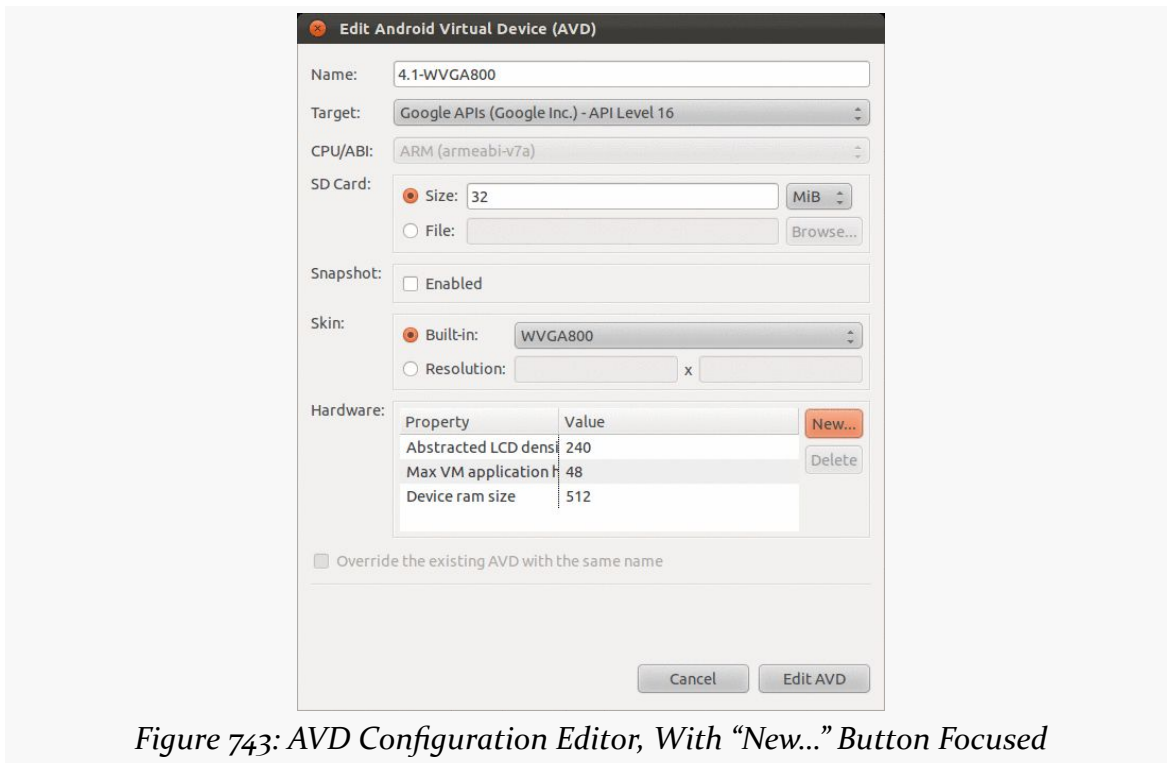 Edit Android Virtual Device (AVD)
Name: 4.1-WVGA800
Target: Google APIs (Google Inc.) - API Level 16
CPU/ABI: ARM (armeabi-v7a)
SD Card:
Size: 32 MiB
File: Browse...
Snapshot:
Enabled
Skin:
Built-in: WVGA800
Resolution: x
Hardware:
Property Value New...
Abstracted LCD densi 240
Delete
Max VM application h 48
Device ram size 512
Override the existing AVD with the same name
Cancel Edit AVD
Figure 743: AVD Configuration Editor, With “New...” Button Focused